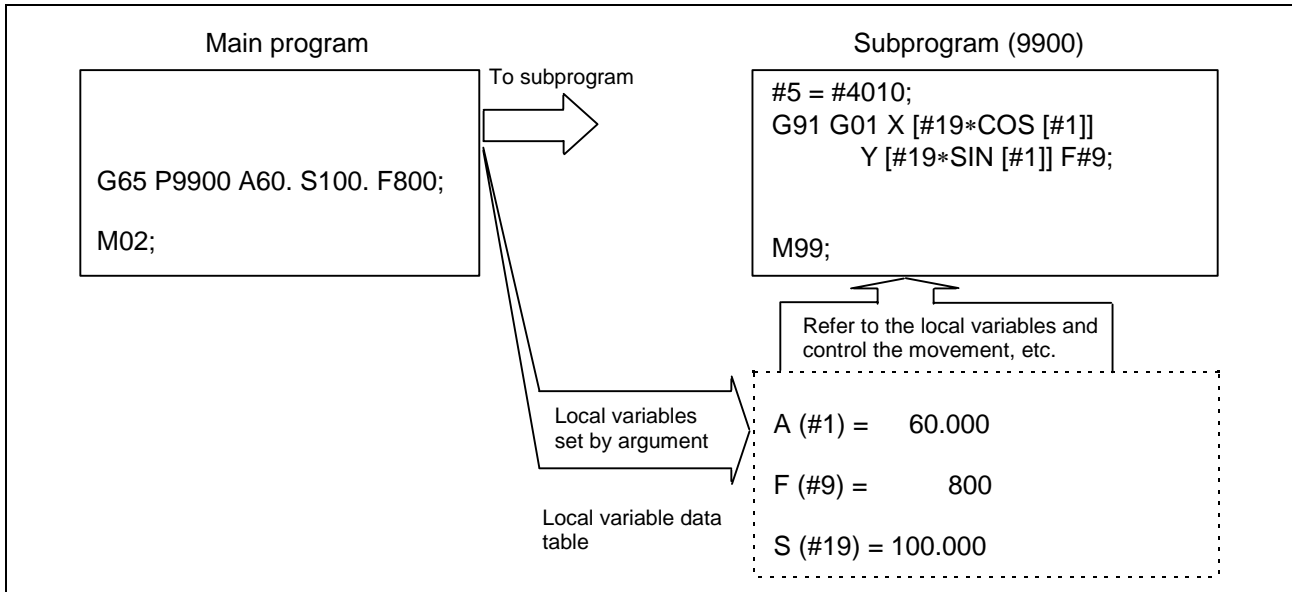 Main program
G65 P9900 A60. S100. F800;
M02;
To subprogram
Subprogram (9900)
#5 = #4010;
G91 G01 X [#19∗COS [#1]]
Y [#19∗SIN [#1]] F#9;
M99;
Refer to the local variables and
control the movement, etc.
Local variables
set by argument
Local variable data
table
A (#1) = 60.000
F (#9) = 800
S (#19) = 100.000